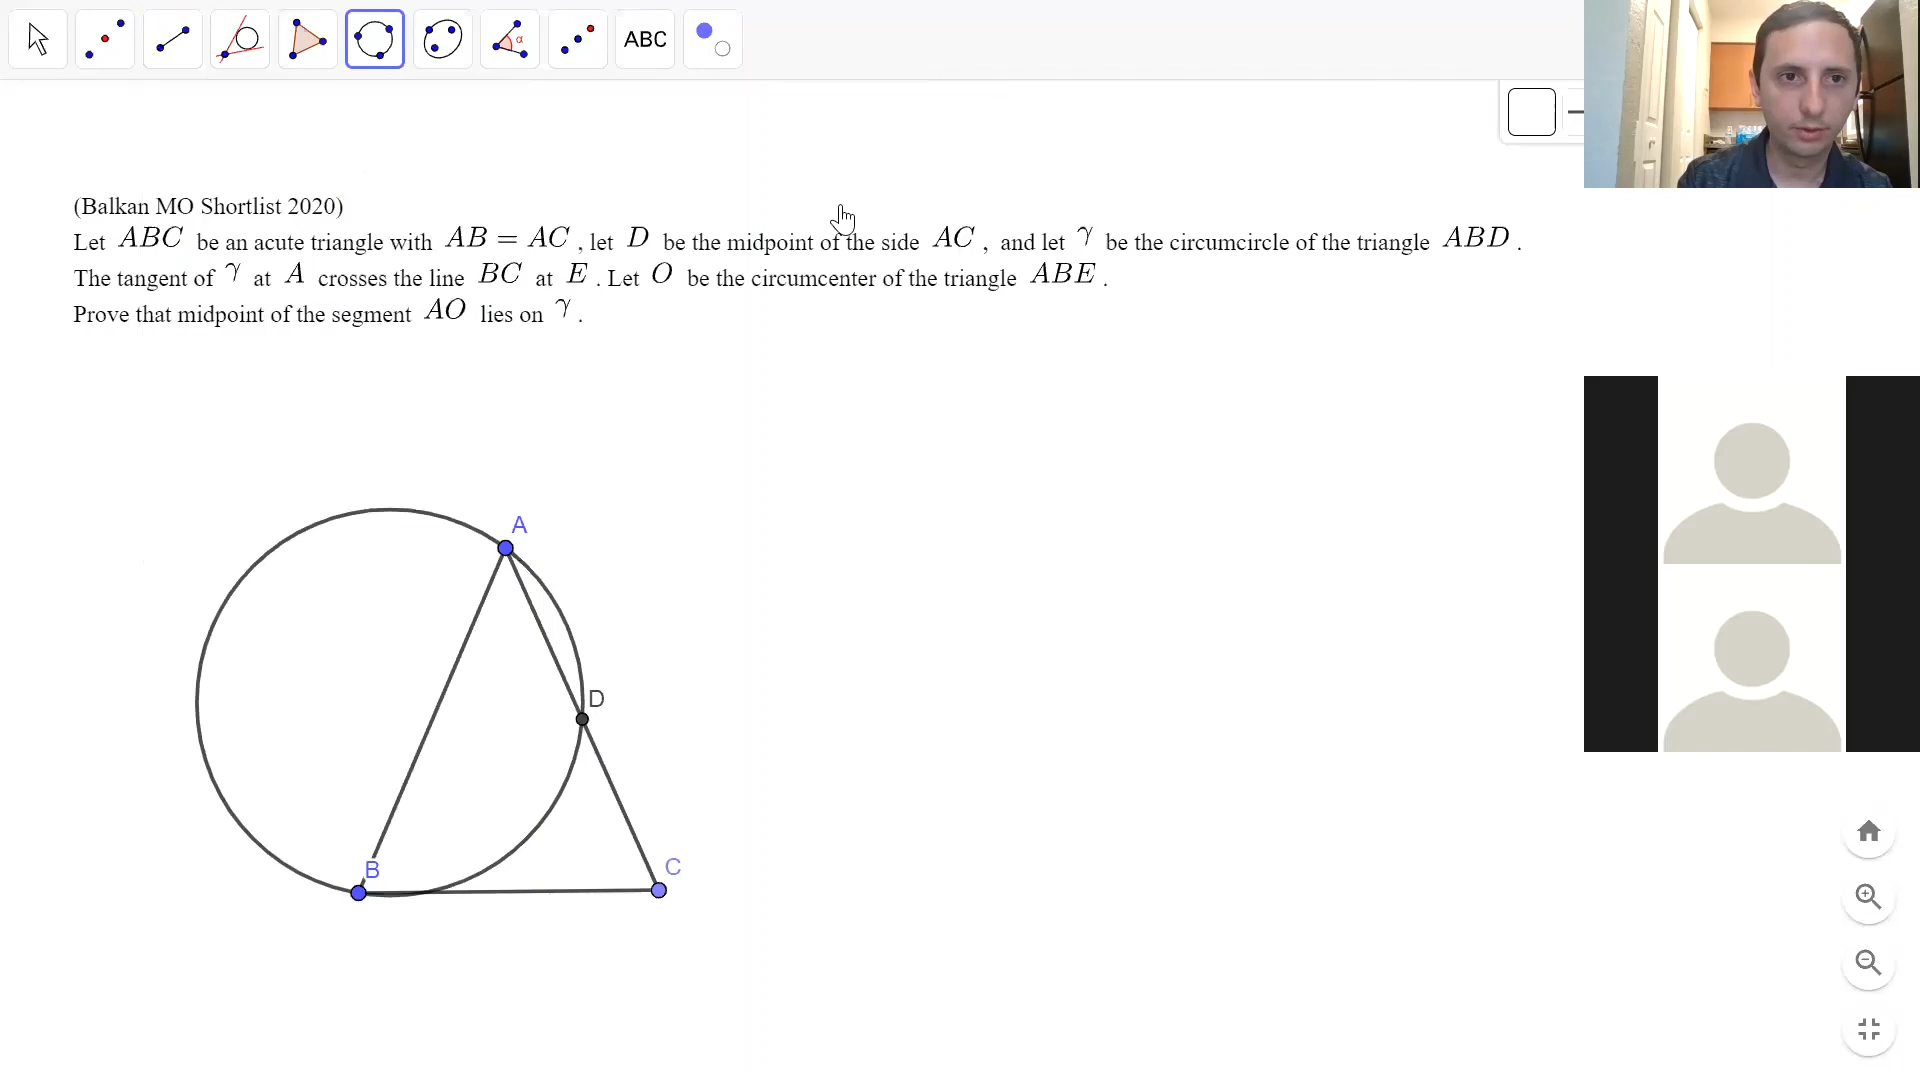 ABC
α
(Balkan MO Shortlist 2020)
Let ABC be an acute triangle with AB = AC , let D be the midpoint of the side AC , and let γ be the circumcircle of the triangle ABD .
The tangent of γ at A crosses the line BC at E . Let O be the circumcenter of the triangle ABE .
Prove that midpoint of the segment AO lies on γ .
A
D
B
C